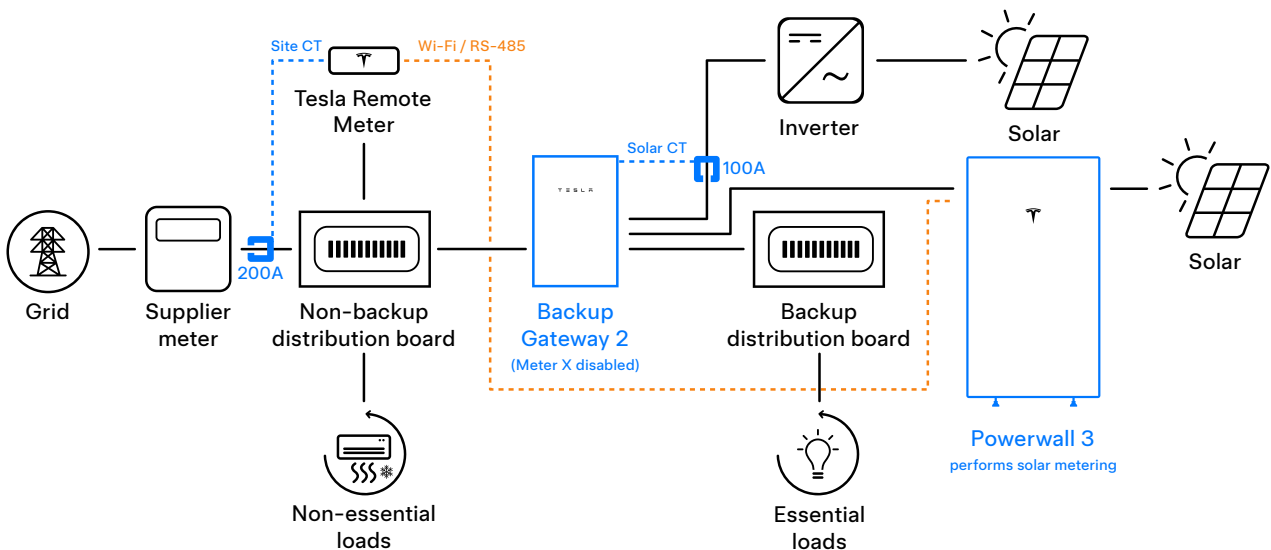 Site CT
Wi-Fi / RS-485
Tesla Remote
Meter
Inverter
Solar
Solar CT
100A
TESLA
200A
Grid
Supplier
meter
Non-backup
distribution board
Backup
Gateway 2
(Meter X disabled)
Backup
distribution board
Solar
Powerwall 3
performs solar metering
Non-essential
loads
Essential
loads